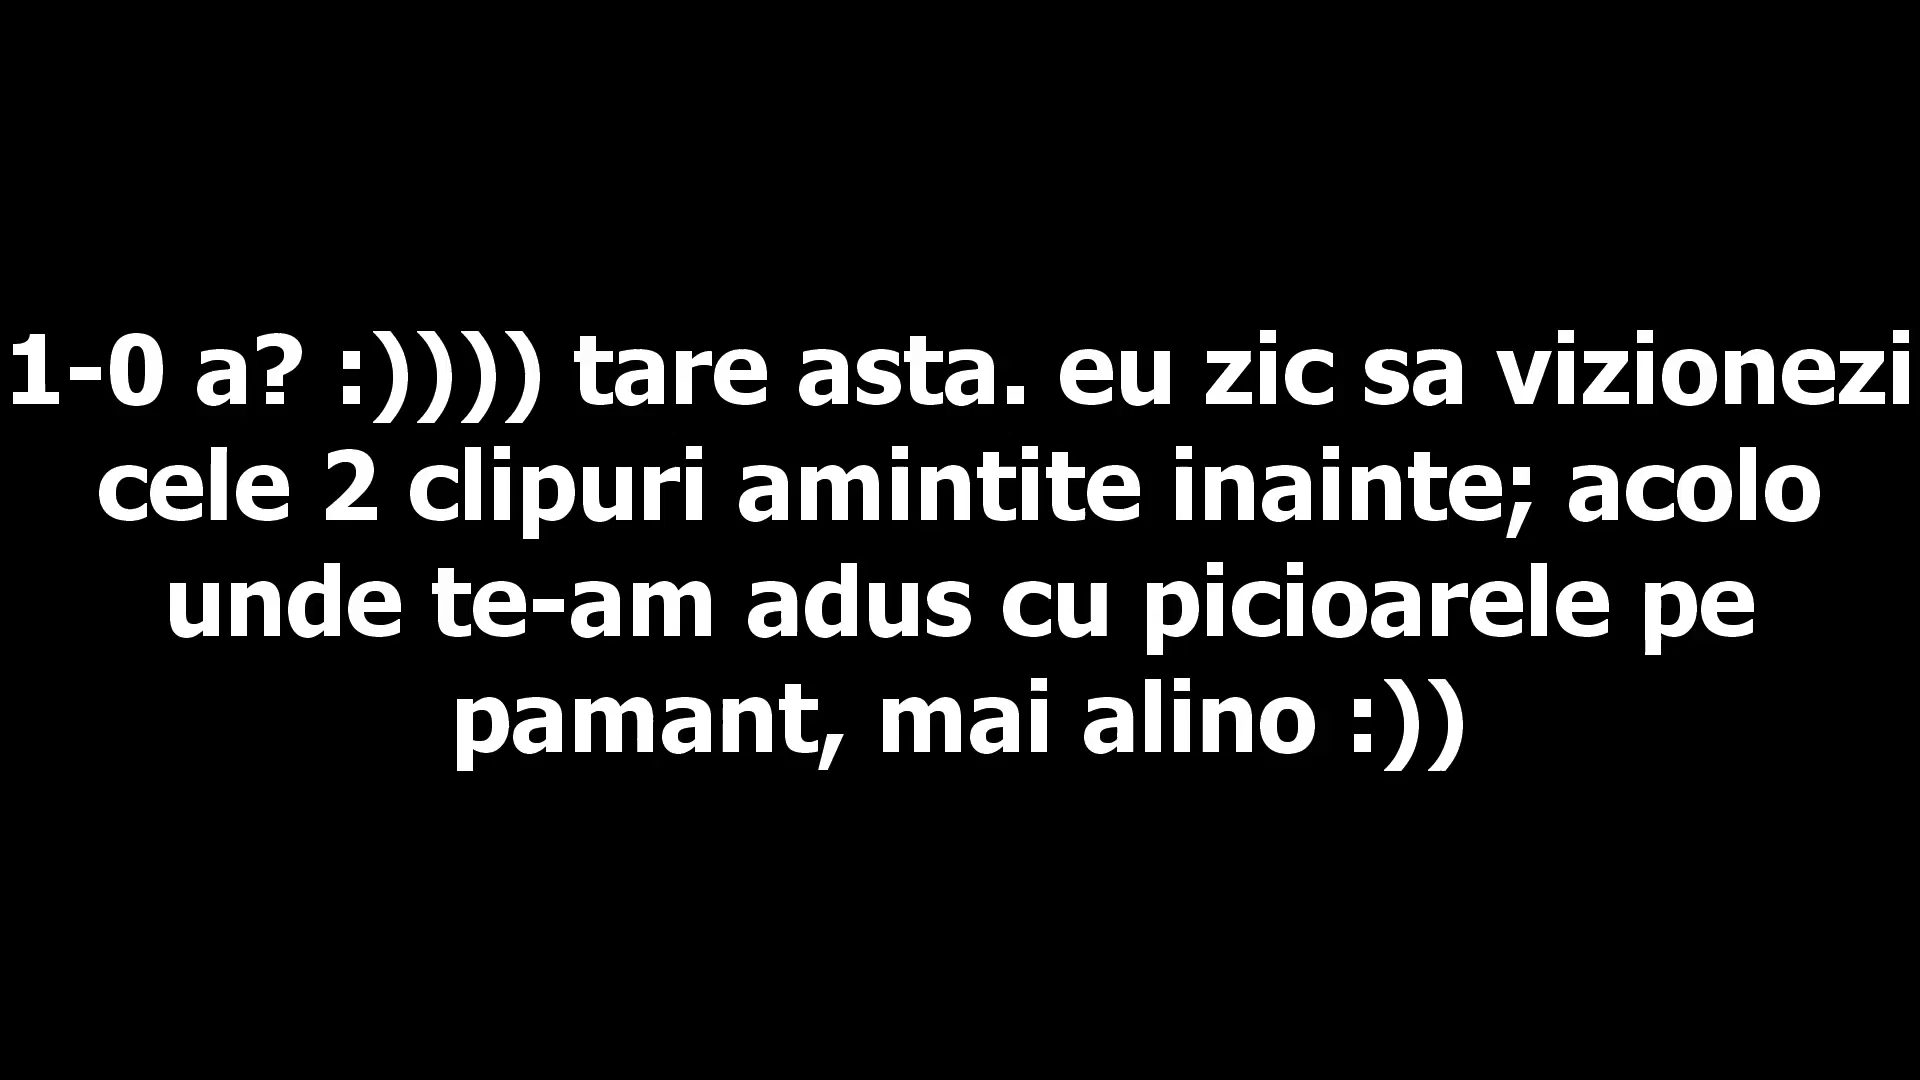 1-0 a? :)))) tare asta. eu zic sa vizionezi
cele 2 clipuri amintite inainte; acolo
unde te-am adus cu picioarele pe
pamant, mai alino :))